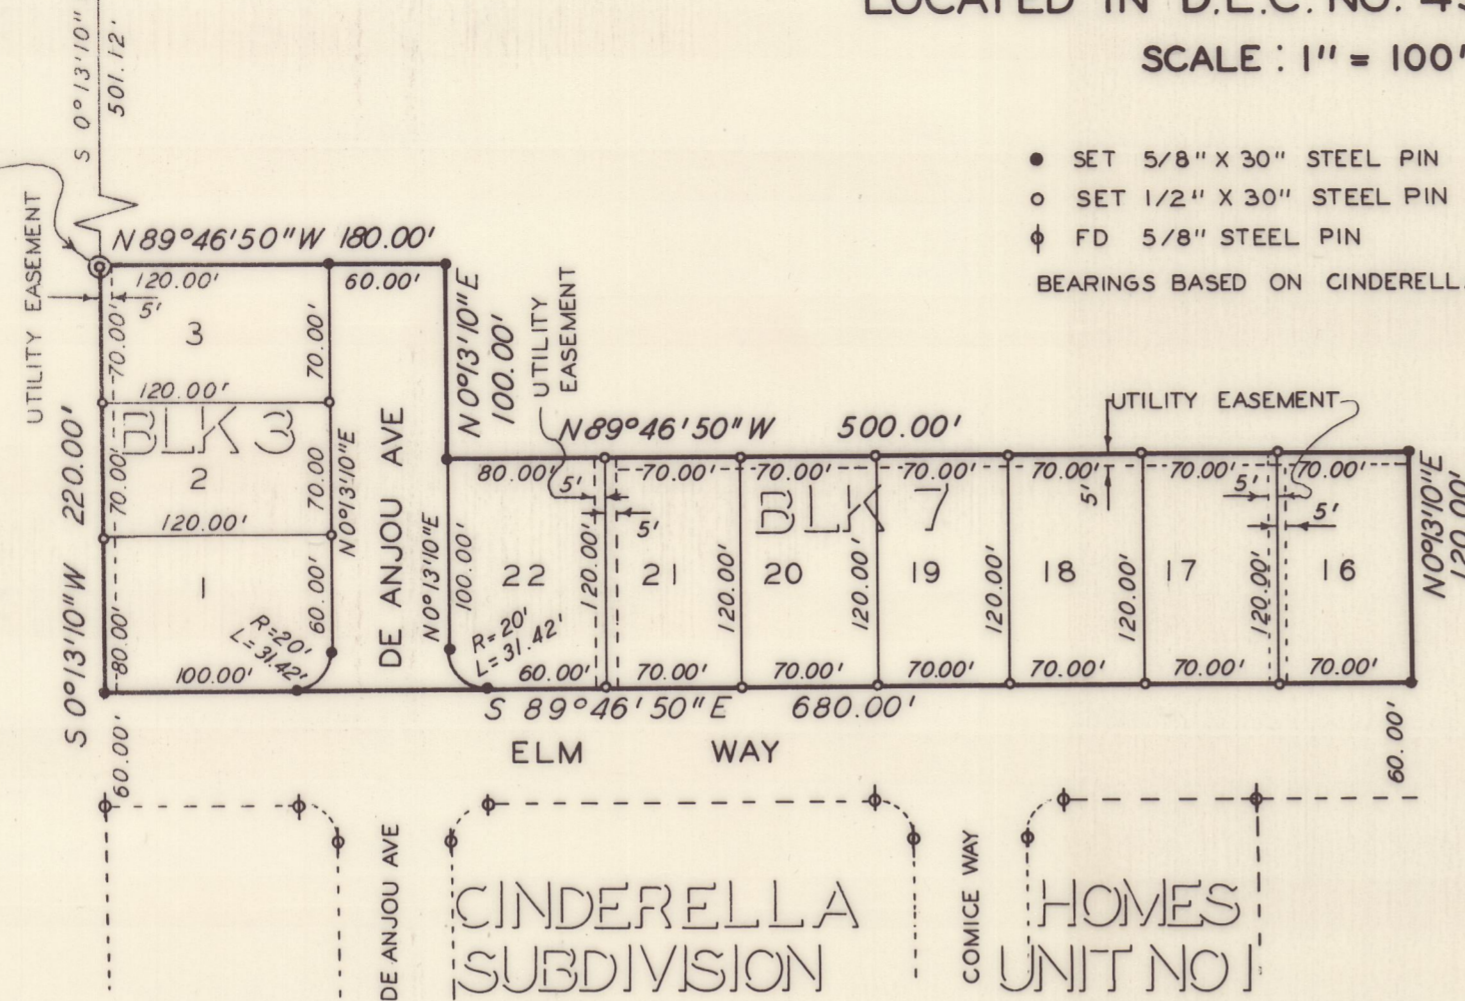 LOCATED IN D.L.C. NO.
SCALE : 1" = 100'
SET 5/8" X 30" STEEL PIN
SET 1/2" X 30" STEEL PIN
FD 5/8" STEEL PIN
BEARINGS BASED ON
S 0°13'10"
501.12'
UTILITY EASEMENT
N 89°46'50"W 180.00'
120.00'
60.00'
5'
70.00'
3
70.00'
120.00'
BLK 3
N 0°13'10"E
100.00'
UTILITY
EASEMENT
70.00'
2
70.00
N 0°13'10"E
120.00'
S 0°13'10"W 220.00'
80.00'
1
60.00'
R=20'
L=31.42'
100.00'
DE ANJOU AVE
N89°46'50"W 500.00'
UTILITY EASEMENT
80.00'
70.00'
70.00'
70.00'
70.00'
70.00'
70.00'
5'
5'
5'
5'
5'
BLK 7
N 0°13'10"E
100.00'
22
120.00'
21
120.00'
20
120.00'
19
120.00'
18
120.00'
17
120.00'
16
N0°13'10"E
120.00'
R=20'
L=31.42'
60.00'
70.00'
70.00'
70.00'
70.00'
70.00'
70.00'
S 89°46'50"E 680.00'
60.00'
ELM WAY
60.00'
DE ANJOU AVE
COMICE WAY
CINDERELLA HOMES
SUBDIVISION UNIT NO 1